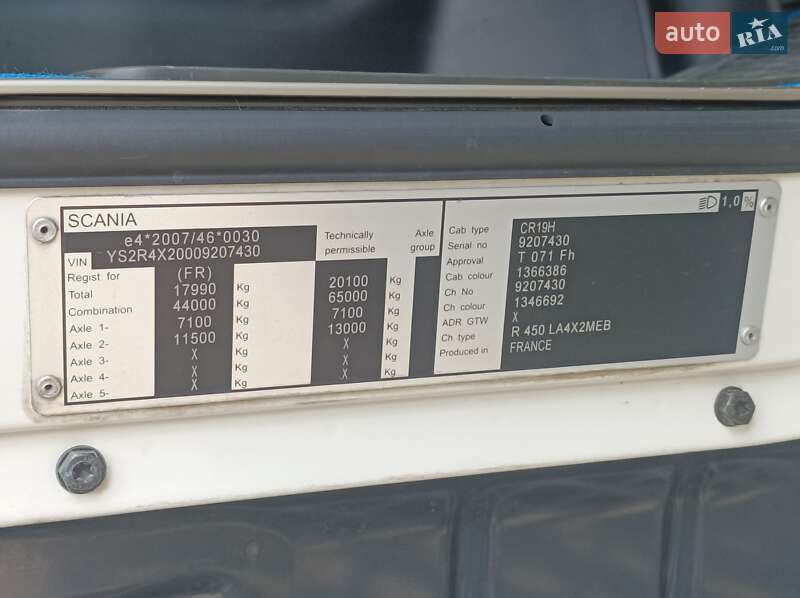 auto RIA .com
SCANIA
e4*2007/46*0030
VIN YS2R4X20009207430
Technically permissible
Axle group
Regist for (FR)
Total 17990 Kg 20100 Kg
Combination 44000 Kg 65000 Kg
Axle 1- 7100 Kg 7100 Kg
Axle 2- 11500 Kg 13000 Kg
Axle 3- X Kg X Kg
Axle 4- X Kg X Kg
Axle 5- X Kg X Kg
1,0 %
Cab type CR19H
Serial no 9207430
Approval T 071 Fh
Cab colour 1366386
Ch No 9207430
Ch colour 1346692
ADR GTW X
Ch type R 450 LA4X2MEB
Produced in FRANCE